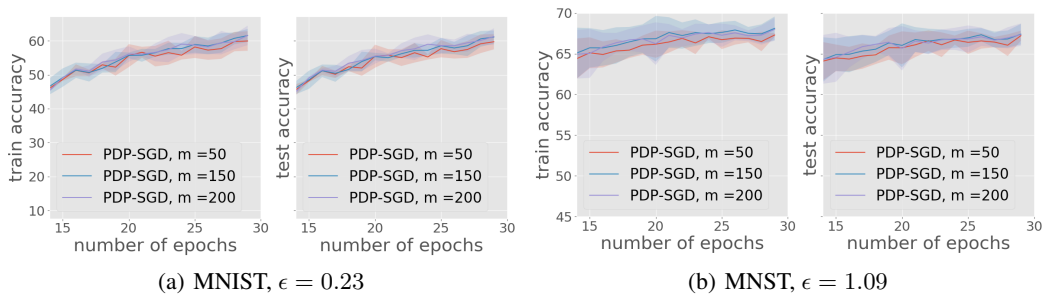 train accuracy
60
50
40
30
20
10
PDP-SGD, m =50
PDP-SGD, m =150
PDP-SGD, m =200
15
20
25
30
number of epochs
test accuracy
PDP-SGD, m =50
PDP-SGD, m =150
PDP-SGD, m =200
15
20
25
30
number of epochs
(a) MNIST, ϵ = 0.23
train accuracy
70
65
60
55
50
45
PDP-SGD, m =50
PDP-SGD, m =150
PDP-SGD, m =200
15
20
25
30
number of epochs
test accuracy
PDP-SGD, m =50
PDP-SGD, m =150
PDP-SGD, m =200
15
20
25
30
number of epochs
(b) MNST, ϵ = 1.09